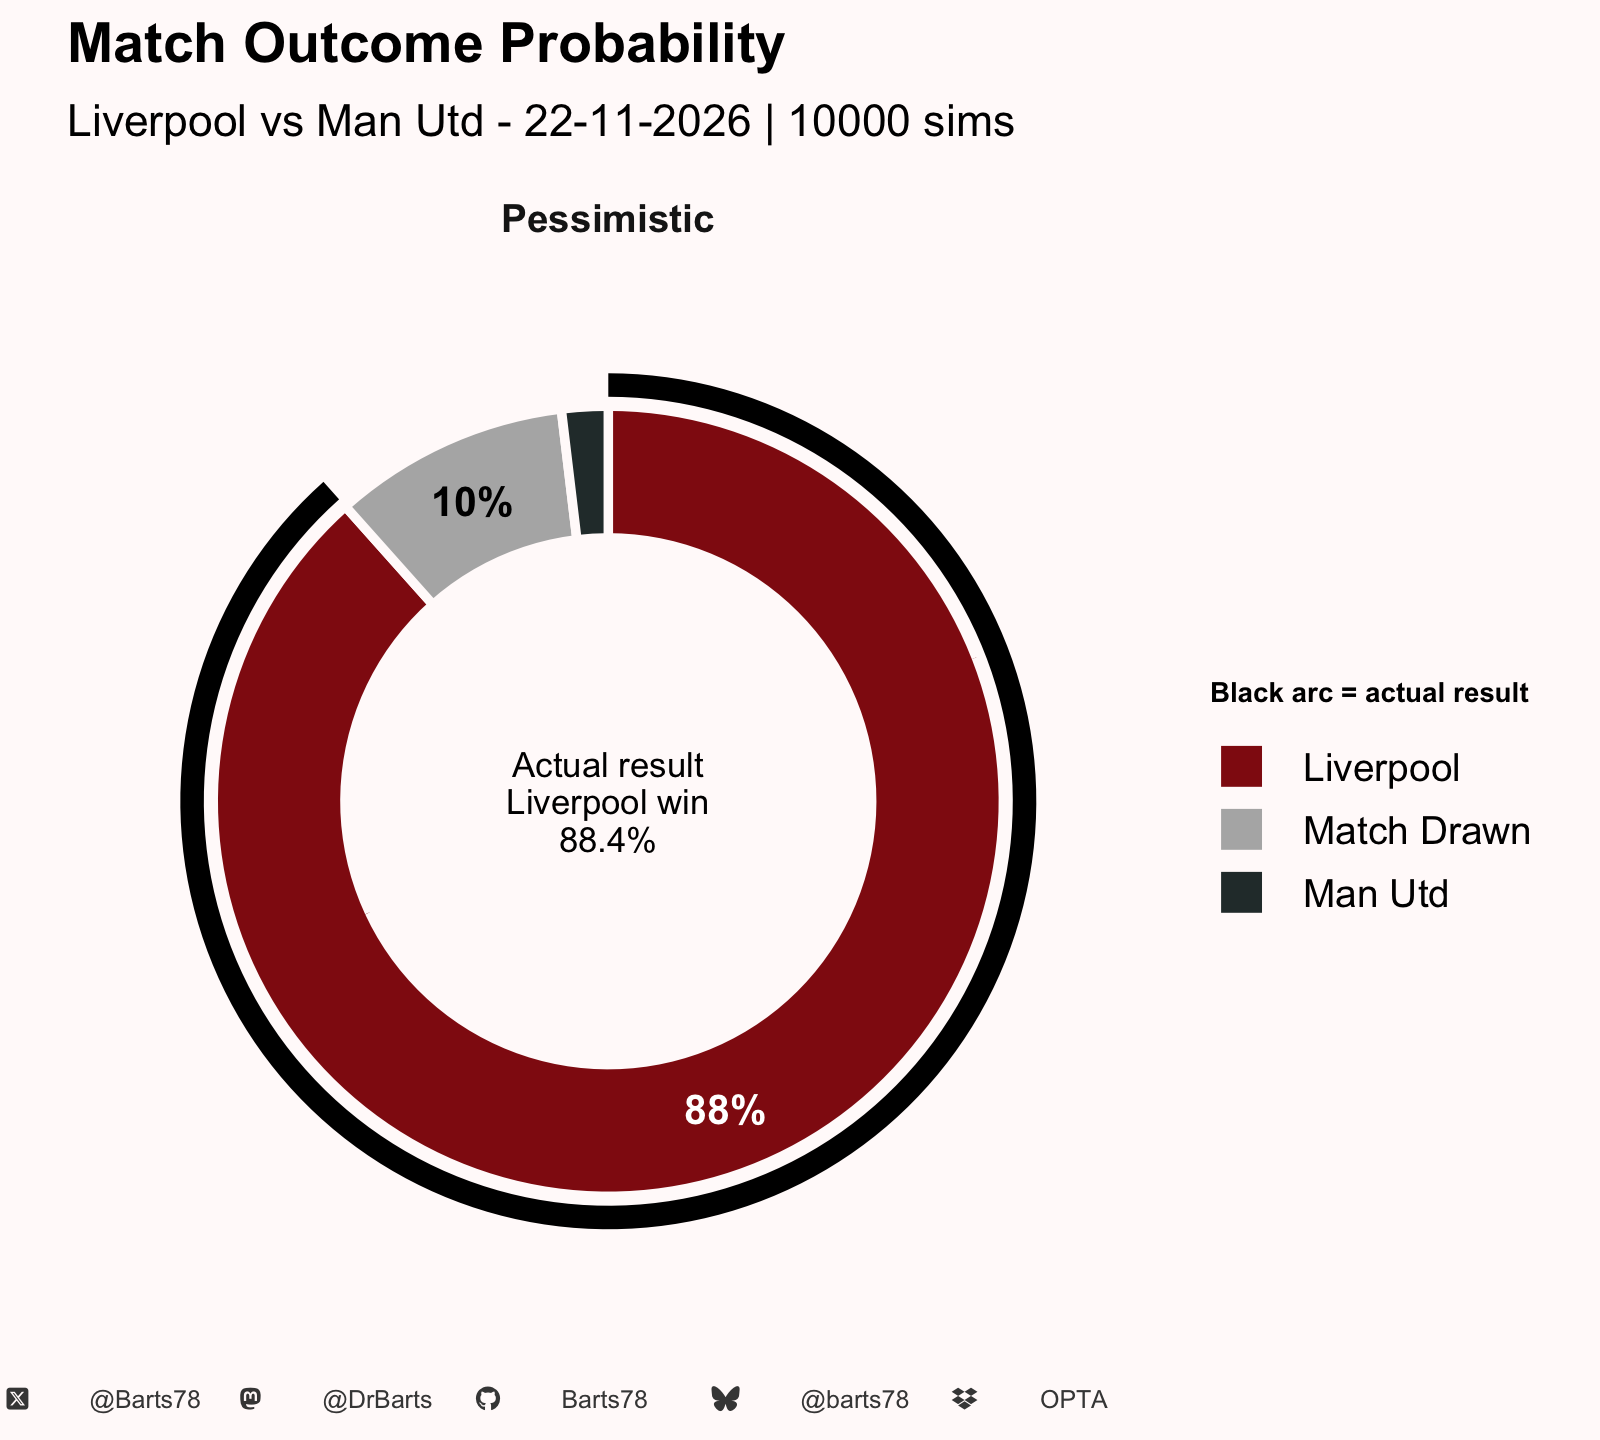 Match Outcome Probability
Liverpool vs Man Utd - 22-11-2026 | 10000 sims
Pessimistic
10%
Actual result
Liverpool win
88.4%
88%
Black arc = actual result
Liverpool
Match Drawn
Man Utd
@Barts78 @DrBarts Barts78 @barts78 OPTA